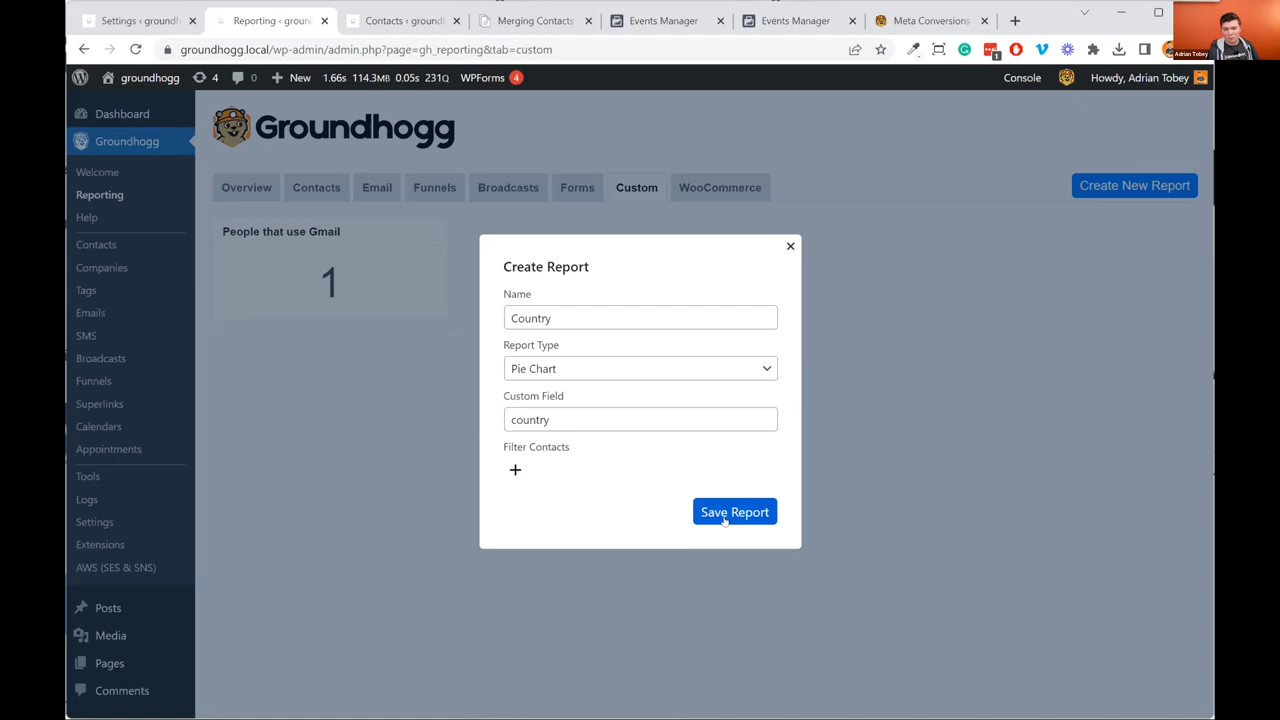 Settings ‹ groundh
Reporting ‹ groun
Contacts ‹ ground
Merging Contacts
Events Manager
Events Manager
Meta Conversions
Adrian Tobey
groundhogg.local/wp-admin/admin.php?page=gh_reporting&tab=custom
1
groundhogg
4
0
New
1.66s 114.3MB 0.05s 231Q
WPForms 4
Console
Howdy, Adrian Tobey
Dashboard
Groundhogg
Welcome
Reporting
Help
Contacts
Companies
Tags
Emails
SMS
Broadcasts
Funnels
Superlinks
Calendars
Appointments
Tools
Logs
Settings
Extensions
AWS (SES & SNS)
Posts
Media
Pages
Comments
Groundhogg
Overview
Contacts
Email
Funnels
Broadcasts
Forms
Custom
WooCommerce
Create New Report
People that use Gmail
1
Create Report
Name
Country
Report Type
Pie Chart
Custom Field
country
Filter Contacts
Save Report